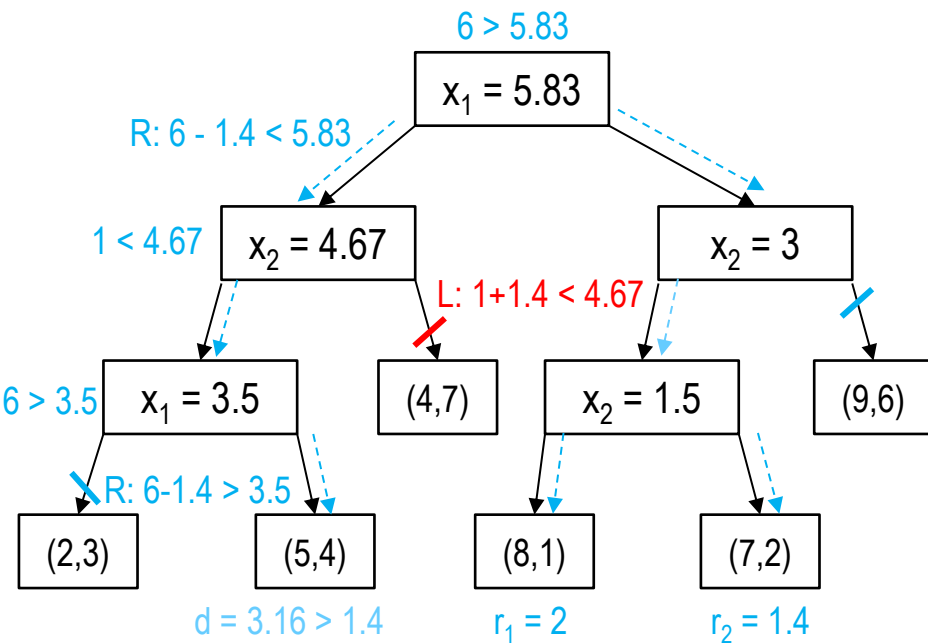 6 > 5.83
x₁ = 5.83
R: 6 - 1.4 < 5.83
1 < 4.67
x₂ = 4.67
x₂ = 3
L: 1+1.4 < 4.67
6 > 3.5
x₁ = 3.5
(4,7)
x₂ = 1.5
(9,6)
R: 6-1.4 > 3.5
(2,3)
(5,4)
(8,1)
(7,2)
d = 3.16 > 1.4
r₁ = 2
r₂ = 1.4